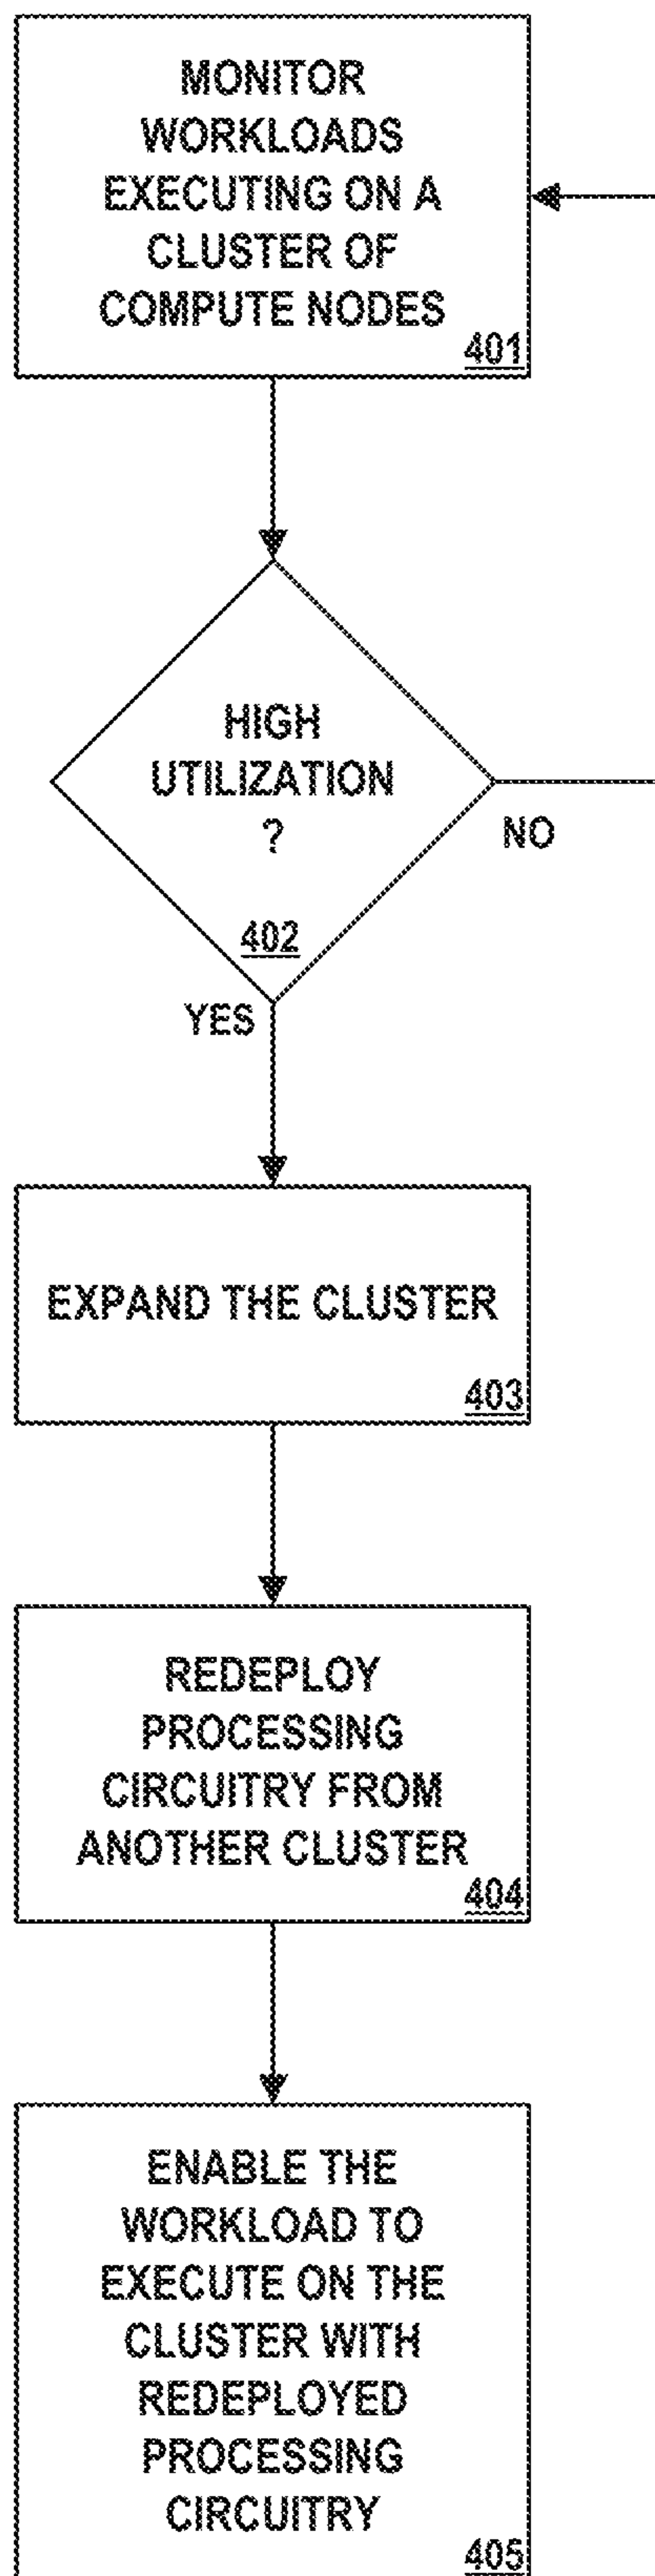 MONITOR
WORKLOADS
EXECUTING ON A
CLUSTER OF
COMPUTE NODES
401
HIGH
UTILIZATION
?
402
NO
YES
EXPAND THE CLUSTER
403
REDEPLOY
PROCESSING
CIRCUITRY FROM
ANOTHER CLUSTER
404
ENABLE THE
WORKLOAD TO
EXECUTE ON THE
CLUSTER WITH
REDEPLOYED
PROCESSING
CIRCUITRY
405